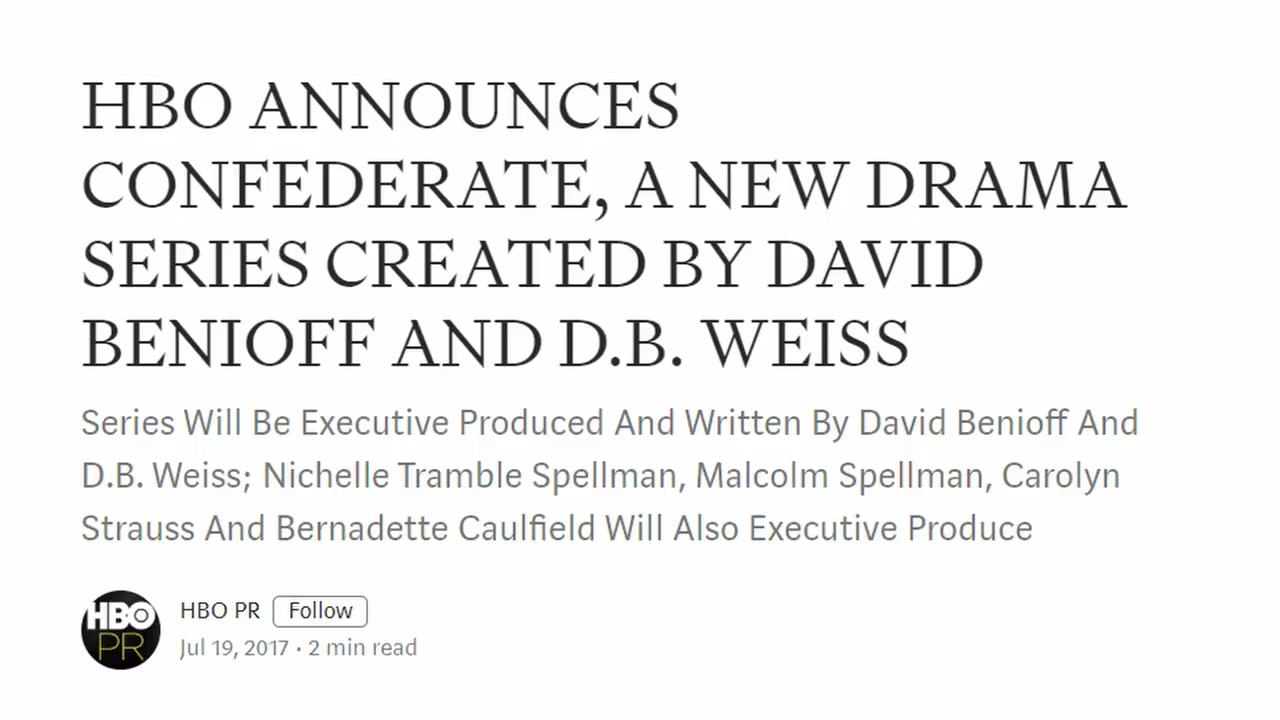 HBO ANNOUNCES
CONFEDERATE, A NEW DRAMA
SERIES CREATED BY DAVID
BENIOFF AND D.B. WEISS
Series Will Be Executive Produced And Written By David Benioff And
D.B. Weiss; Nichelle Tramble Spellman, Malcolm Spellman, Carolyn
Strauss And Bernadette Caulfield Will Also Executive Produce
HBO
PR
HBO PR Follow
Jul 19, 2017 · 2 min read